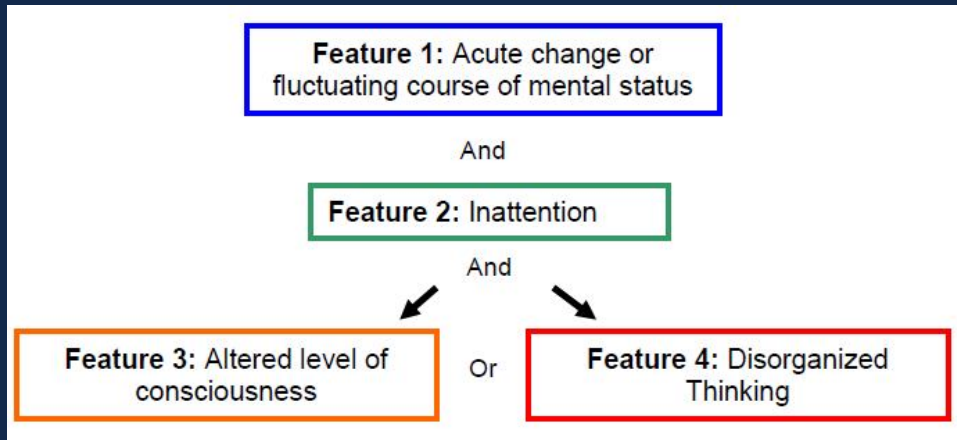 Feature 1: Acute change or
fluctuating course of mental status
And
Feature 2: Inattention
And
Feature 3: Altered level of
consciousness
Or
Feature 4: Disorganized
Thinking